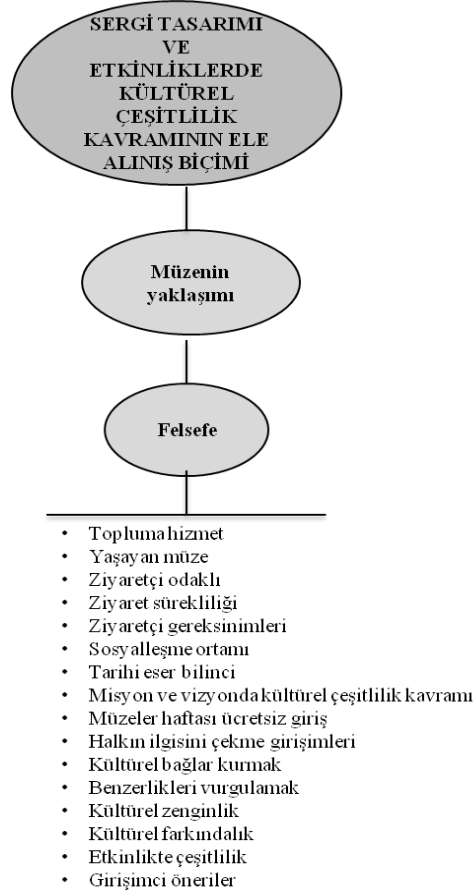 SERGİ TASARIMI
VE
ETKİNLİKLERDE
KÜLTÜREL
ÇEŞİTLİLİK
KAVRAMININ ELE
ALINIŞ BİÇİMİ
Müzenin
yaklaşımı
Felsefe
• Topluma hizmet
• Yaşayan müze
• Ziyaretçi odaklı
• Ziyaret sürekliliği
• Ziyaretçi gereksinimleri
• Sosyalleşme ortamı
• Tarihi eser bilinci
• Misyon ve vizyonda kültürel çeşitlilik kavramı
• Müzeler haftası ücretsiz giriş
• Halkın ilgisini çekme girişimleri
• Kültürel bağlar kurmak
• Benzerlikleri vurgulamak
• Kültürel zenginlik
• Kültürel farkındalık
• Etkinlikte çeşitlilik
• Girişimci öneriler